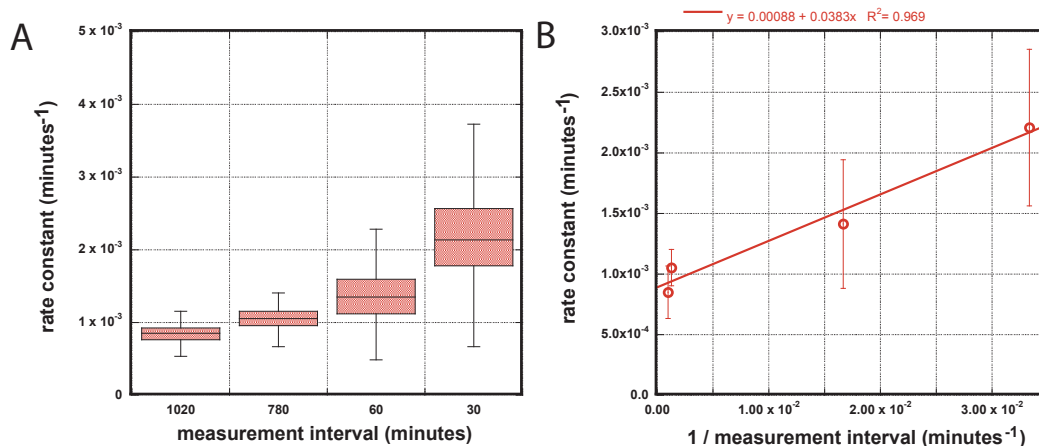 A
5 x 10⁻³
4 x 10⁻³
3 x 10⁻³
2 x 10⁻³
1 x 10⁻³
0
rate constant (minutes⁻¹)
1020 780 60 30
measurement interval (minutes)
B
y = 0.00088 + 0.0383x R²= 0.969
3.0x10⁻³
2.5x10⁻³
2.0x10⁻³
1.5x10⁻³
1.0x10⁻³
5.0x10⁻⁴
rate constant (minutes⁻¹)
0.00 1.00 x 10⁻² 2.00 x 10⁻² 3.00 x 10⁻²
1 / measurement interval (minutes⁻¹)